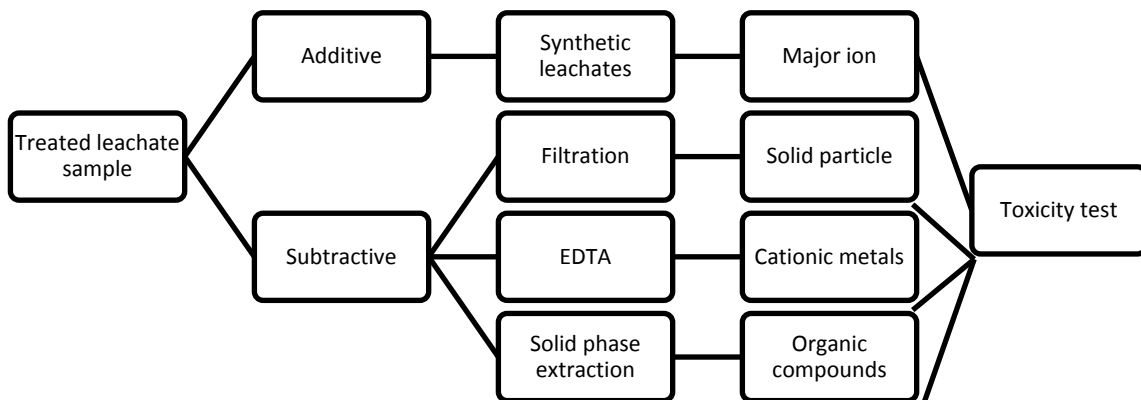 Additive
Synthetic
leachates
Major ion
Treated leachate
sample
Filtration
Solid particle
Toxicity test
Subtractive
EDTA
Cationic metals
Solid phase
extraction
Organic
compounds